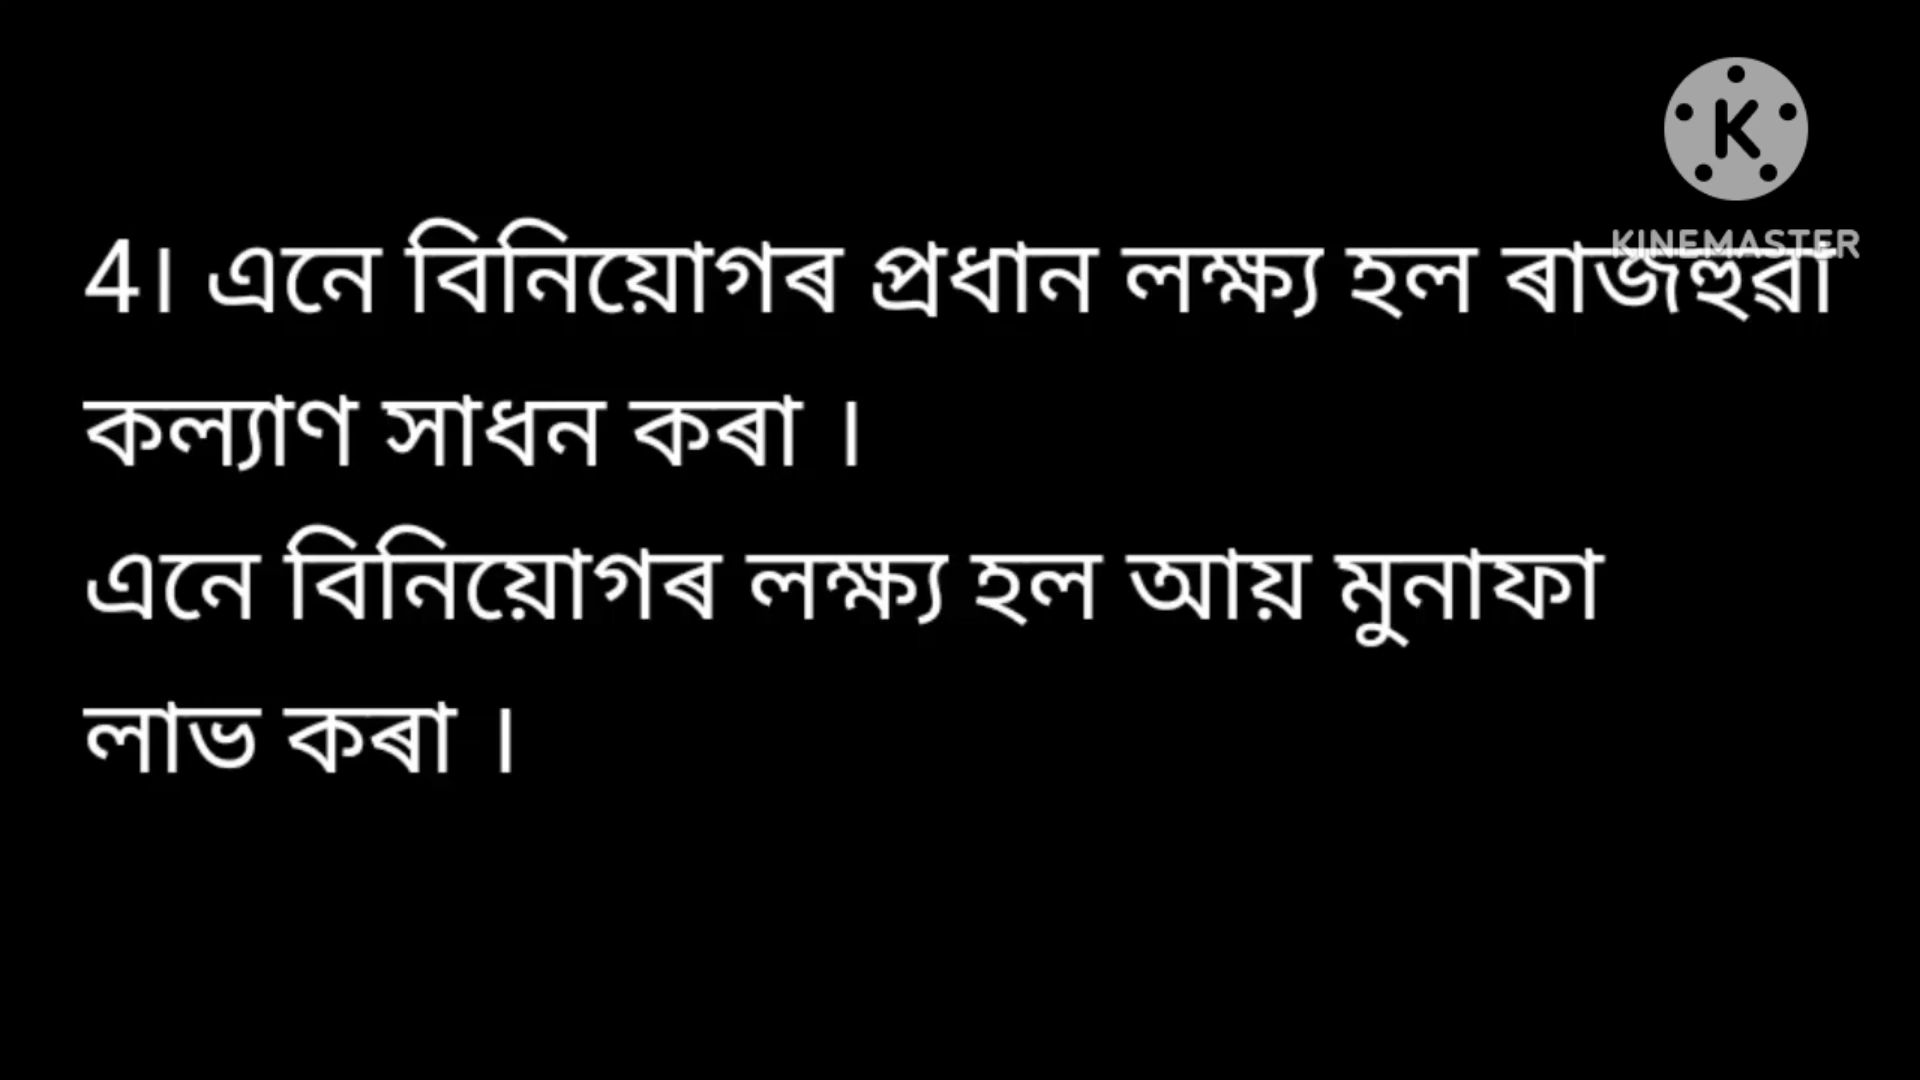 KINEMASTER
4। এনে বিনিয়োগৰ প্ৰধান লক্ষ্য হল ৰাজহুৱা
কল্যাণ সাধন কৰা ।
এনে বিনিয়োগৰ লক্ষ্য হল আয় মুনাফা
লাভ কৰা ।